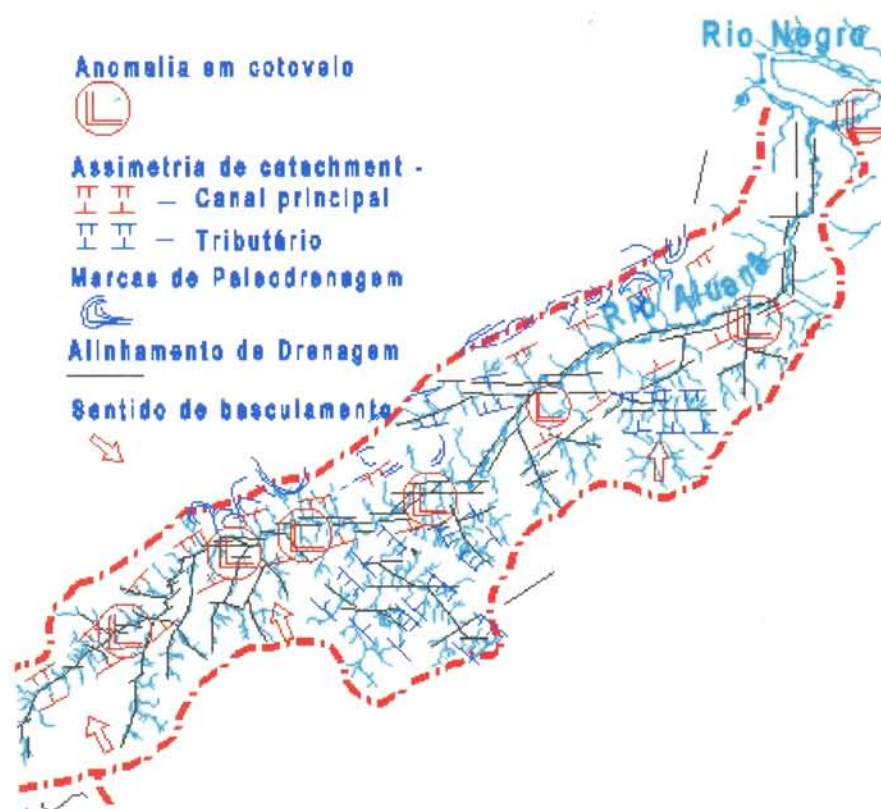 Rio Negro
Anomalia em cotovelo
Assimetria de catachment -
— Canal principal
— Tributário
Marcas de Paleodrenagem
Rio Aiuanã
Alinhamento de Drenagem
Sentido de basculamento